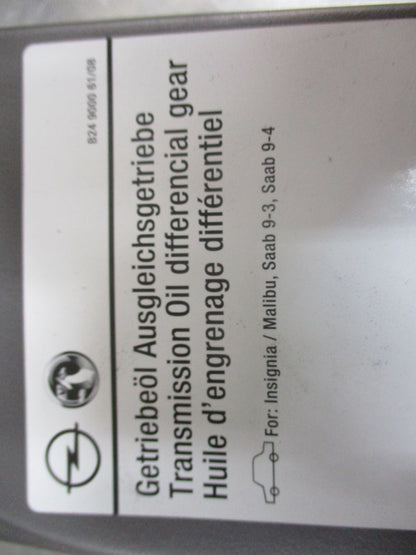 824 9000 61/08
Getriebeöl Ausgleichsgetriebe
Transmission Oil differencial gear
Huile d'engrenage différentiel
For: Insignia / Malibu, Saab 9-3, Saab 9-4